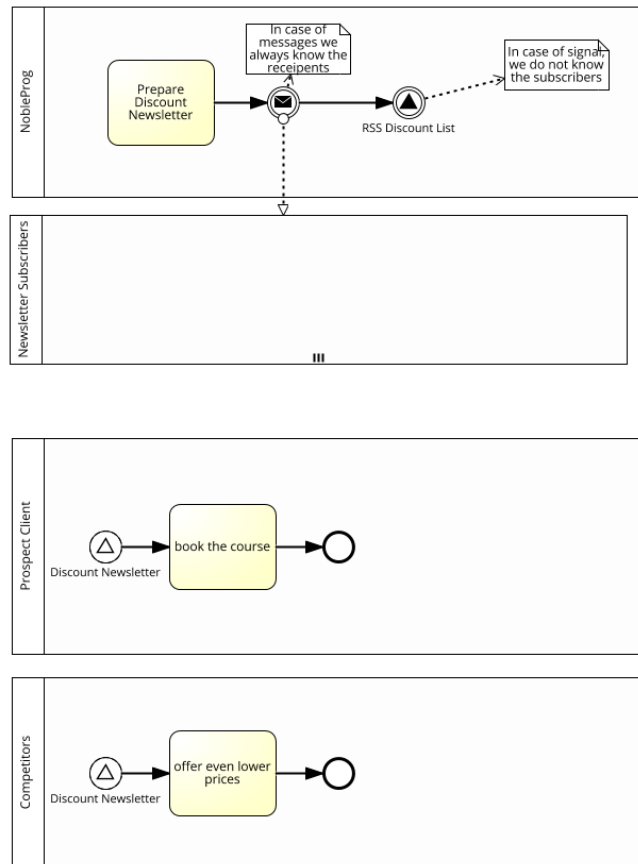 NobleProg
In case of
messages we
always know the
receipents
In case of signal,
we do not know
the subscribers
Prepare
Discount
Newsletter
RSS Discount List
Newsletter Subscribers
Prospect Client
book the course
Discount Newsletter
Competitors
offer even lower
prices
Discount Newsletter